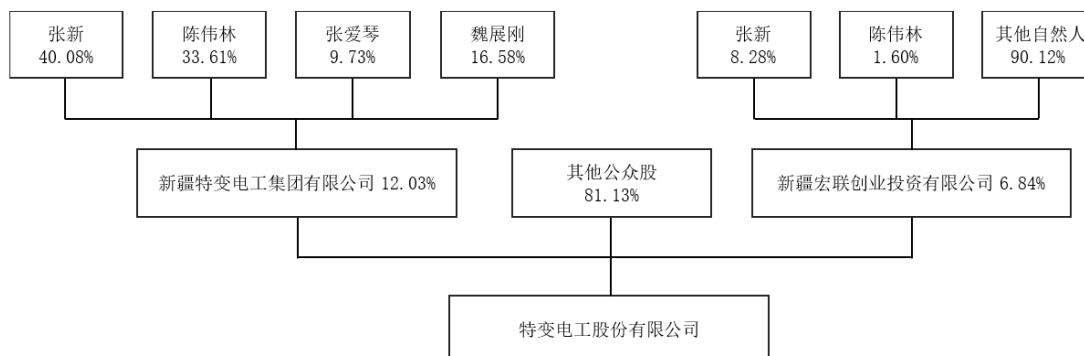 张新
40.08%
陈伟林
33.61%
张爱琴
9.73%
魏展刚
16.58%
张新
8.28%
陈伟林
1.60%
其他自然人
90.12%
新疆特变电工集团有限公司 12.03%
其他公众股
81.13%
新疆宏联创业投资有限公司 6.84%
特变电工股份有限公司